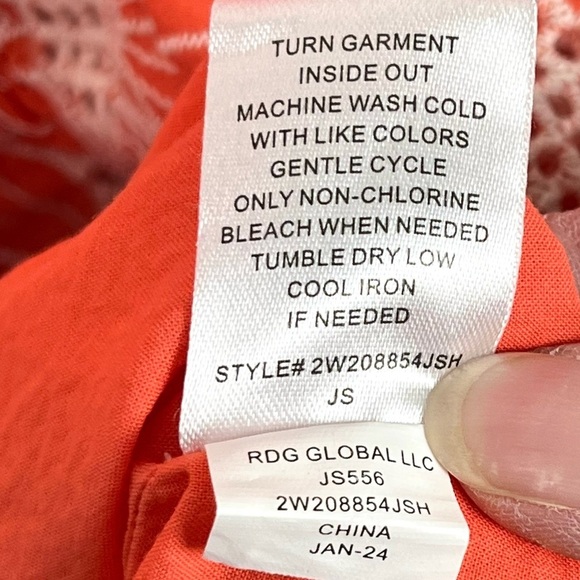 TURN GARMENT
INSIDE OUT
MACHINE WASH COLD
WITH LIKE COLORS
GENTLE CYCLE
ONLY NON-CHLORINE
BLEACH WHEN NEEDED
TUMBLE DRY LOW
COOL IRON
IF NEEDED
STYLE# 2W208854JSH
JS
RDG GLOBAL LLC
JS556
2W208854JSH
CHINA
JAN-24